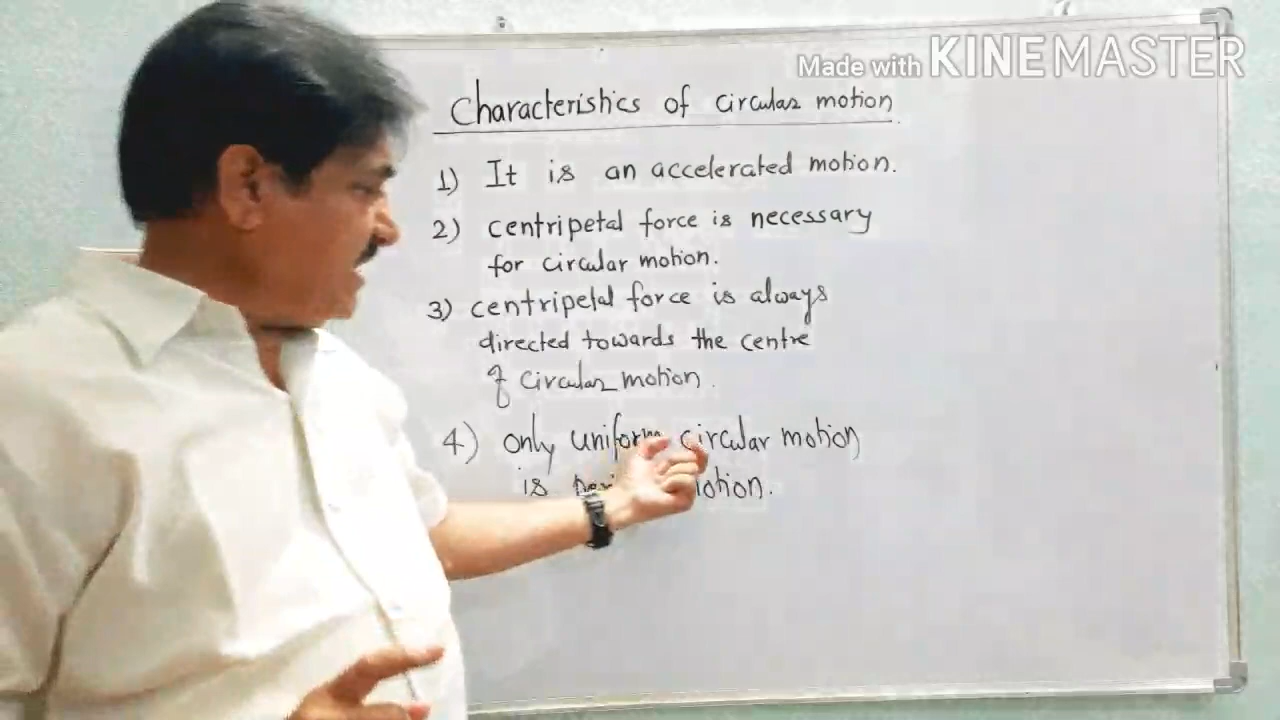 Made with KINEMASTER
Characteristics of circular motion
1) It is an accelerated motion.
2) centripetal force is necessary
for circular motion.
3) centripetal force is always
directed towards the centre
of circular motion.
4) only uniform circular motion
is motion.